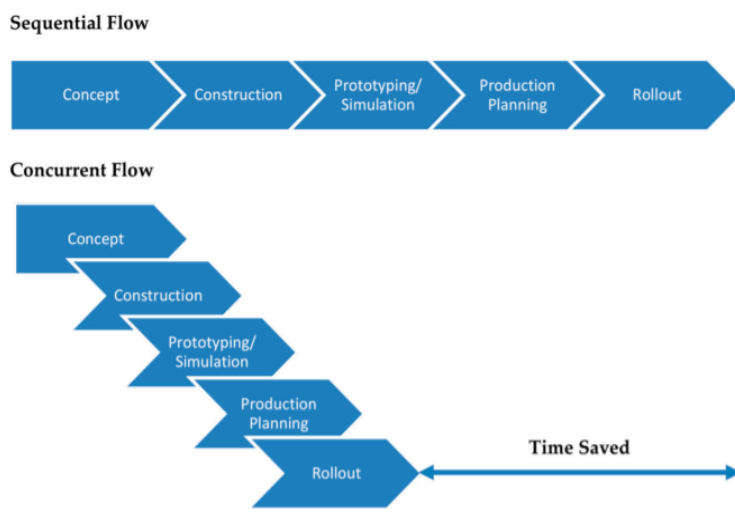 Sequential Flow
Concept
Construction
Prototyping/
Simulation
Production
Planning
Rollout
Concurrent Flow
Concept
Construction
Prototyping/
Simulation
Production
Planning
Rollout
Time Saved